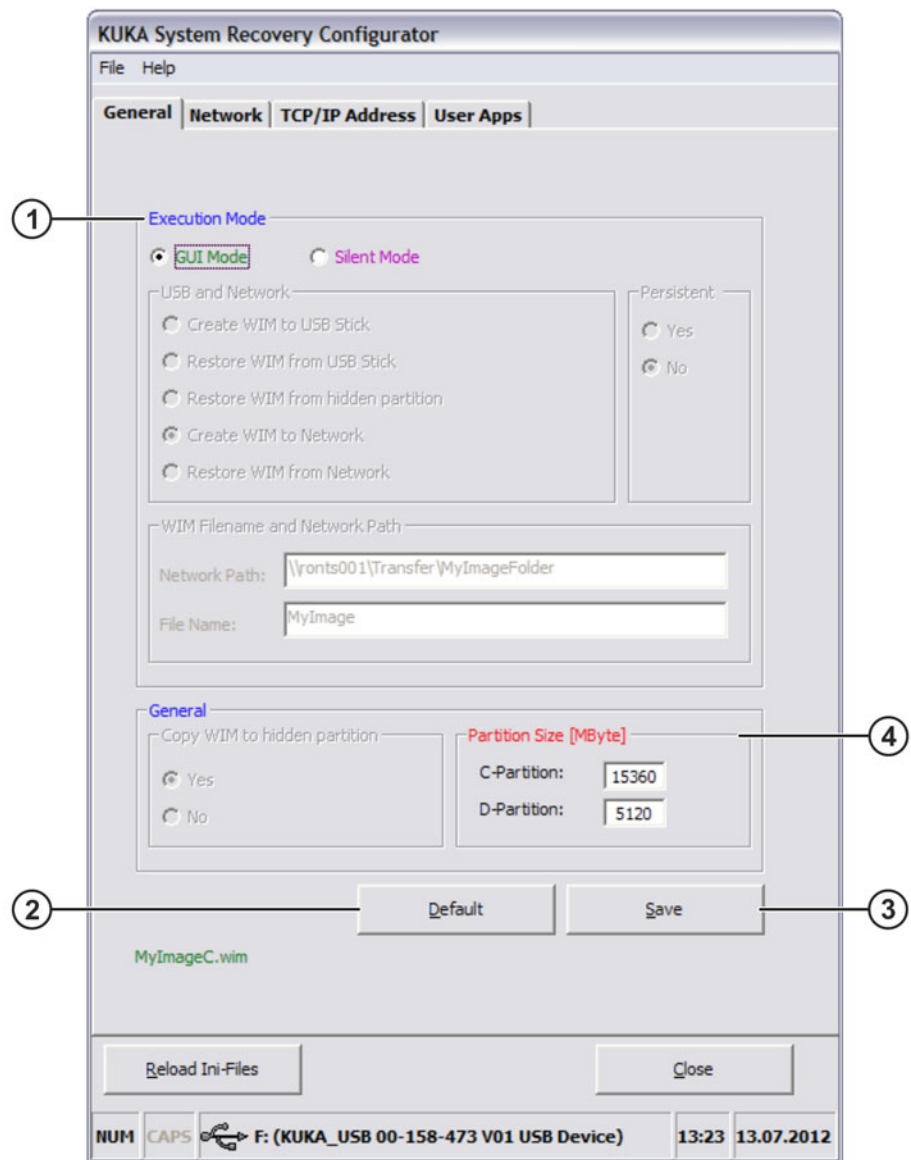 KUKA System Recovery Configurator
File Help
General Network TCP/IP Address User Apps
1
Execution Mode
GUI Mode Silent Mode
USB and Network
Create WIM to USB Stick
Restore WIM from USB Stick
Restore WIM from hidden partition
Create WIM to Network
Restore WIM from Network
Persistent
Yes
No
WIM Filename and Network Path
Network Path: \\ronts001\Transfer\MyImageFolder
File Name: MyImage
General
Copy WIM to hidden partition
Yes
No
Partition Size [MByte]
4
C-Partition: 15360
D-Partition: 5120
2
Default
Save
3
MyImageC.wim
Reload Ini-Files
Close
NUM CAPS F: (KUKA_USB 00-158-473 V01 USB Device) 13:23 13.07.2012